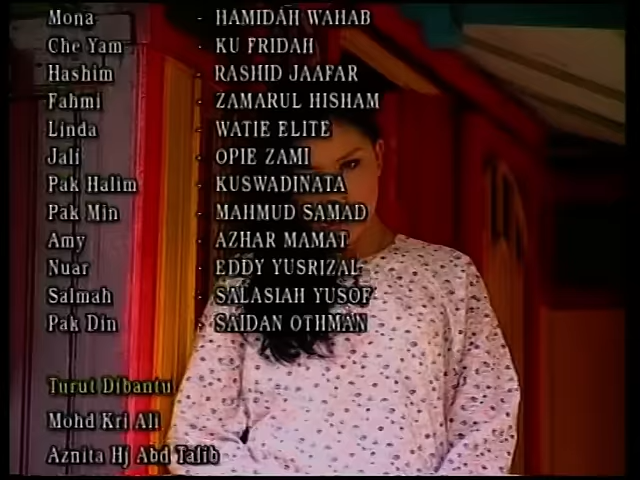 Mona - HAMIDAH WAHAB
Che Yam - KU FRIDAH
Hashim - RASHID JAAFAR
Fahmi - ZAMARUL HISHAM
Linda - WATIE ELITE
Jali - OPIE ZAMI
Pak Halim - KUSWADINATA
Pak Min - MAHMUD SAMAD
Amy - AZHAR MAMAT
Nuar - EDDY YUSRIZAL
Salmah - SALASIAH YUSOF
Pak Din - SAIDAN OTHMAN
Turut Dibantu
Mohd Kri Ali
Aznita Hj Abd Talib